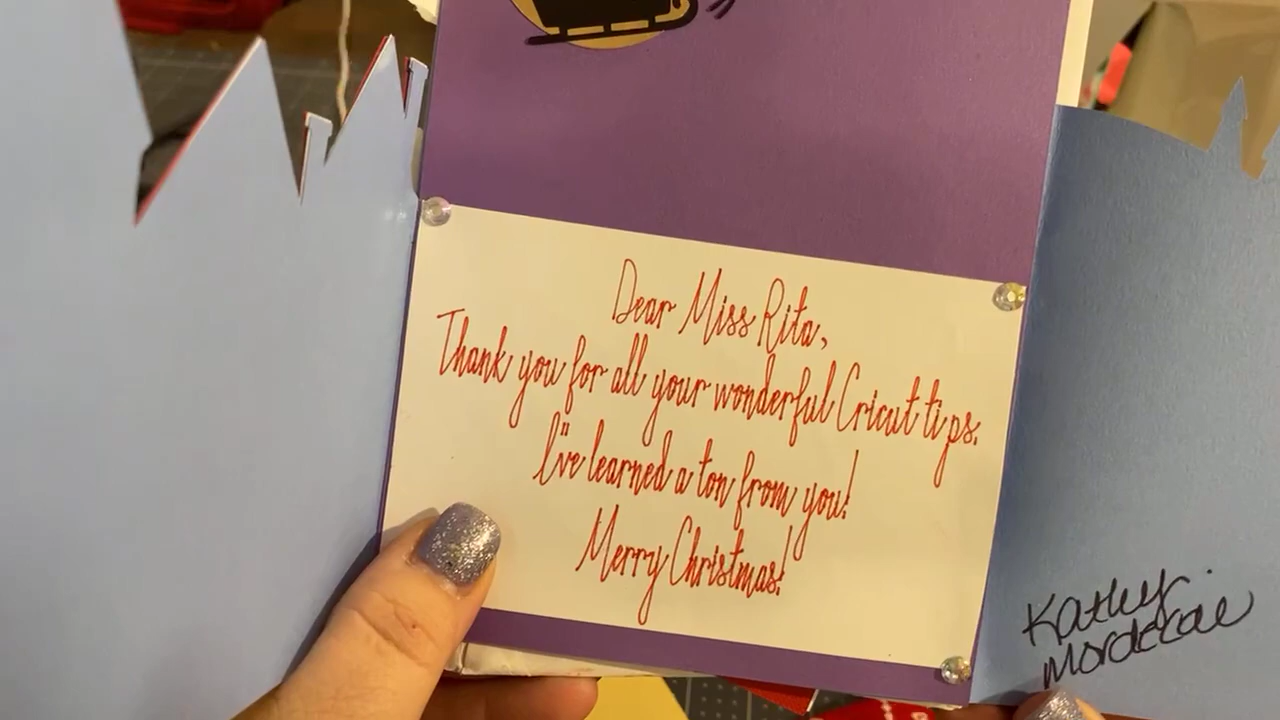 Dear Miss Rita,
Thank you for all your wonderful Cricut tips.
I've learned a ton from you!
Merry Christmas!
Kathy
Mordecai